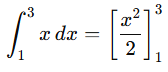 ∫₁³ x dx = [x²/2]₁³